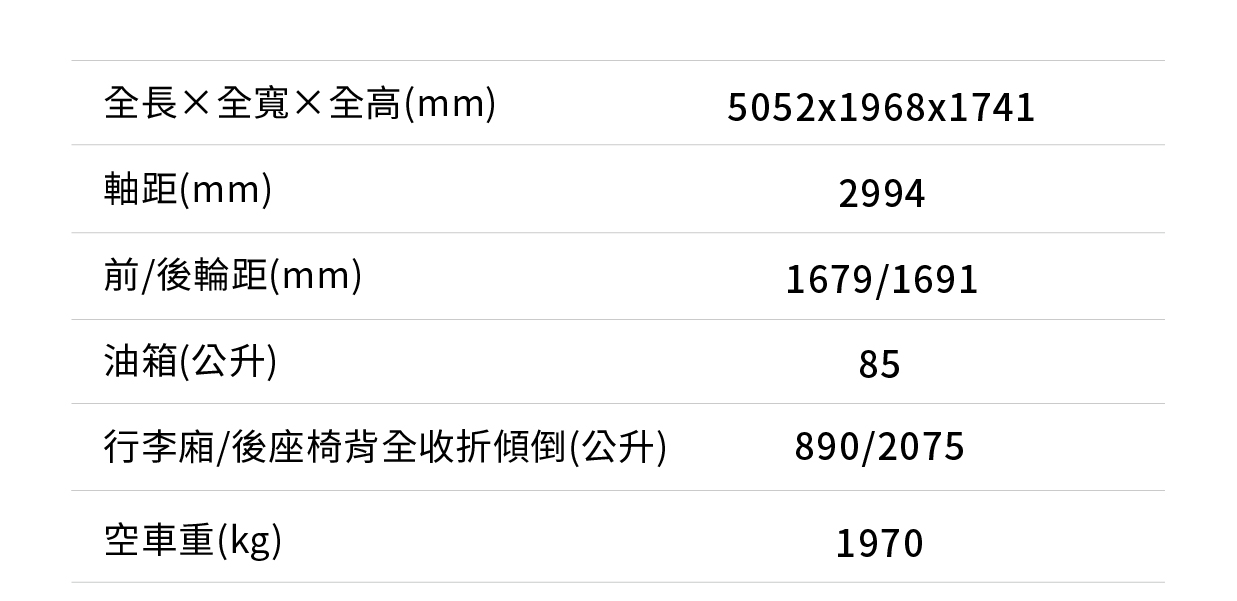 全長×全寬×全高(mm) 5052x1968x1741
軸距(mm) 2994
前/後輪距(mm) 1679/1691
油箱(公升) 85
行李廂/後座椅背全收折傾倒(公升) 890/2075
空車重(kg) 1970